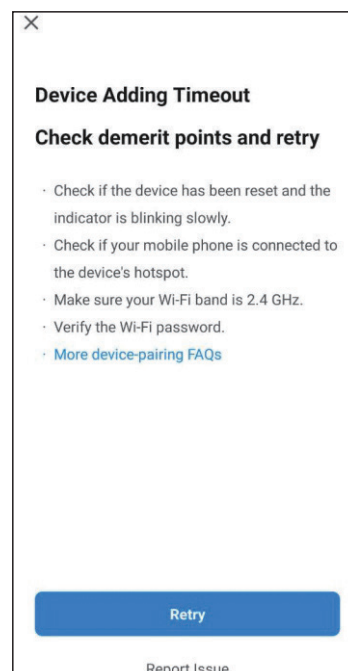 Device Adding Timeout
Check demerit points and retry
· Check if the device has been reset and the
indicator is blinking slowly.
· Check if your mobile phone is connected to
the device's hotspot.
· Make sure your Wi-Fi band is 2.4 GHz.
· Verify the Wi-Fi password.
· More device-pairing FAQs
Retry
Report Issue